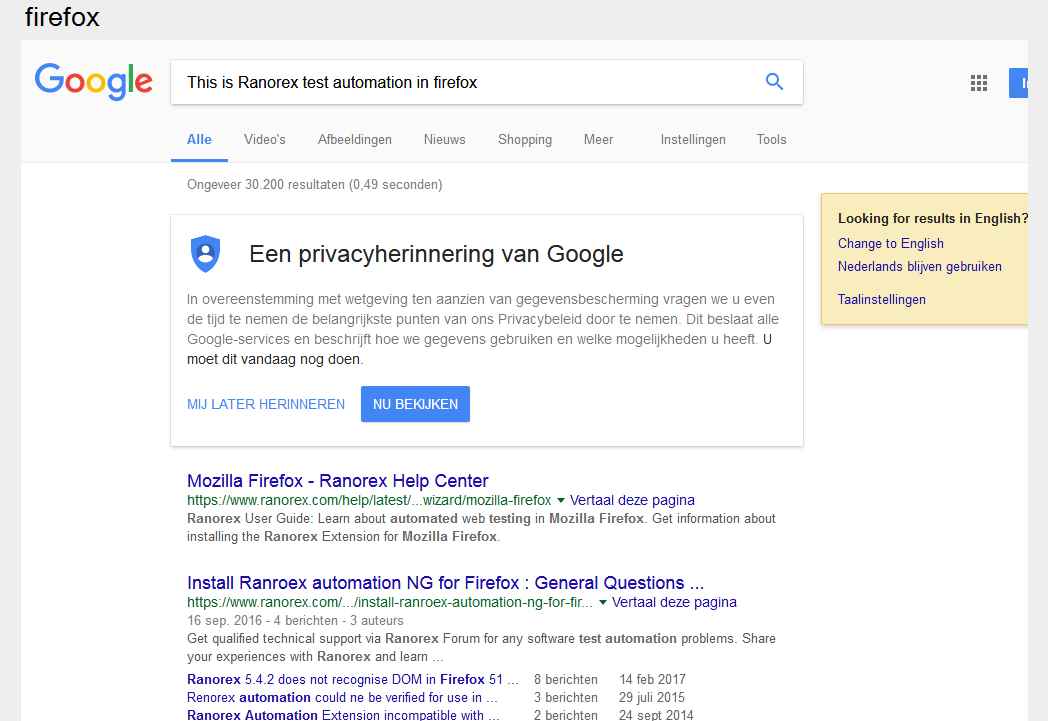 firefox
Google
This is Ranorex test automation in firefox
Alle Video's Afbeeldingen Nieuws Shopping Meer Instellingen Tools
Ongeveer 30.200 resultaten (0,49 seconden)
Looking for results in English?
Change to English
Nederlands blijven gebruiken
Taalinstellingen
Een privacyherinnering van Google
In overeenstemming met wetgeving ten aanzien van gegevensbescherming vragen we u even
de tijd te nemen de belangrijkste punten van ons Privacybeleid door te nemen. Dit beslaat alle
Google-services en beschrijft hoe we gegevens gebruiken en welke mogelijkheden u heeft. U
moet dit vandaag nog doen.
MIJ LATER HERINNEREN NU BEKIJKEN
Mozilla Firefox - Ranorex Help Center
https://www.ranorex.com/help/latest/...wizard/mozilla-firefox Vertaal deze pagina
Ranorex User Guide: Learn about automated web testing in Mozilla Firefox. Get information about
installing the Ranorex Extension for Mozilla Firefox.
Install Ranroex automation NG for Firefox : General Questions ...
https://www.ranorex.com/.../install-ranroex-automation-ng-for-fir... Vertaal deze pagina
16 sep. 2016 - 4 berichten - 3 auteurs
Get qualified technical support via Ranorex Forum for any software test automation problems. Share
your experiences with Ranorex and learn ...
Ranorex 5.4.2 does not recognise DOM in Firefox 51 ... 8 berichten 14 feb 2017
Renorex automation could ne be verified for use in ... 3 berichten 29 juli 2015
Ranorex Automation Extension incompatible with ... 2 berichten 24 sept 2014